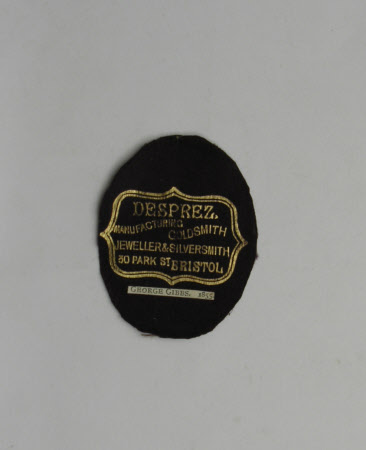 DESPREZ.
MANUFACTURING
GOLDSMITH
JEWELLER & SILVERSMITH
30 PARK ST BRISTOL
GEORGE GIBBS.